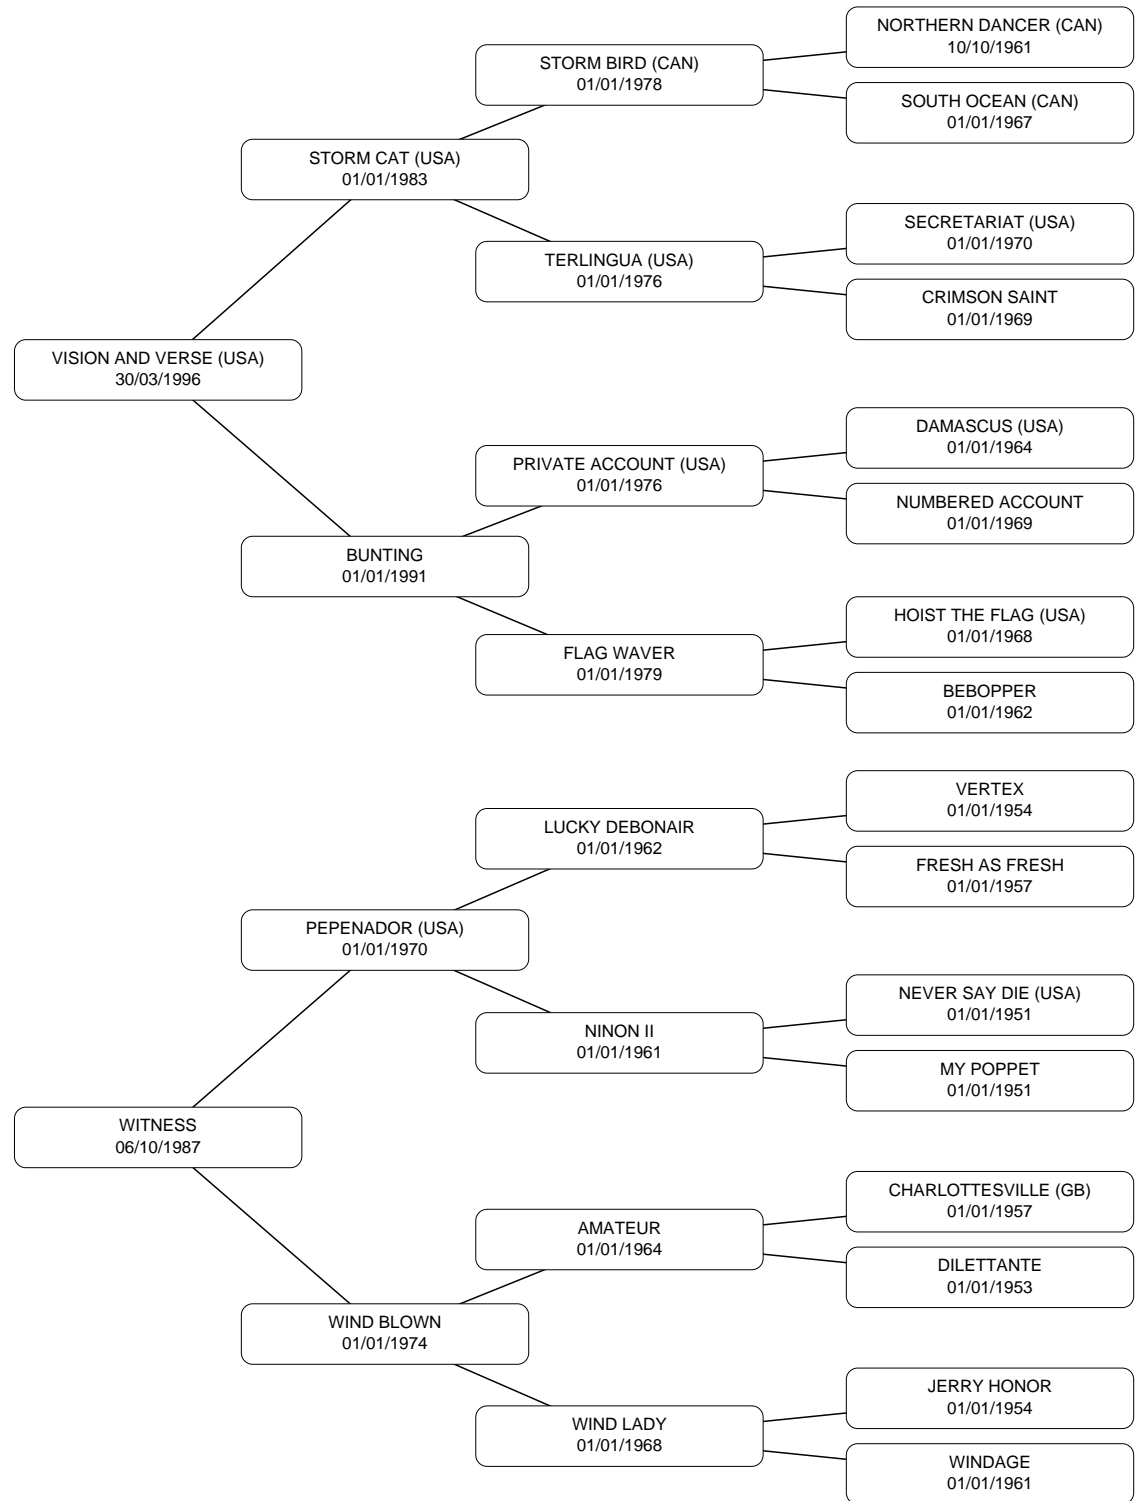 NORTHERN DANCER (CAN)
10/10/1961
STORM BIRD (CAN)
01/01/1978
SOUTH OCEAN (CAN)
01/01/1967
STORM CAT (USA)
01/01/1983
SECRETARIAT (USA)
01/01/1970
TERLINGUA (USA)
01/01/1976
CRIMSON SAINT
01/01/1969
VISION AND VERSE (USA)
30/03/1996
DAMASCUS (USA)
01/01/1964
PRIVATE ACCOUNT (USA)
01/01/1976
NUMBERED ACCOUNT
01/01/1969
BUNTING
01/01/1991
HOIST THE FLAG (USA)
01/01/1968
FLAG WAVER
01/01/1979
BEBOPPER
01/01/1962
VERTEX
01/01/1954
LUCKY DEBONAIR
01/01/1962
FRESH AS FRESH
01/01/1957
PEPENADOR (USA)
01/01/1970
NEVER SAY DIE (USA)
01/01/1951
NINON II
01/01/1961
MY POPPET
01/01/1951
WITNESS
06/10/1987
CHARLOTTESVILLE (GB)
01/01/1957
AMATEUR
01/01/1964
DILETTANTE
01/01/1953
WIND BLOWN
01/01/1974
JERRY HONOR
01/01/1954
WIND LADY
01/01/1968
WINDAGE
01/01/1961